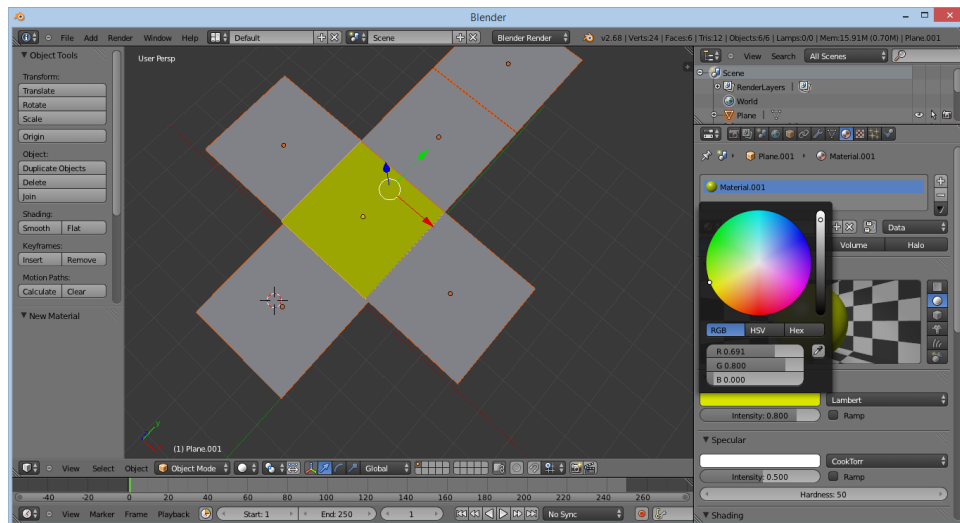 Blender
File Add Render Window Help Default Scene Blender Render v2.68 | Verts:24 | Faces:6 | Tris:12 | Objects:6/6 | Lamps:0/0 | Mem:15.91M (0.70M) | Plane.001
Object Tools
Transform:
Translate
Rotate
Scale
Origin
Object:
Duplicate Objects
Delete
Join
Shading:
Smooth Flat
Keyframes:
Insert Remove
Motion Paths:
Calculate Clear
New Material
User Persp
(1) Plane.001
View Select Object Object Mode Global
-40 -20 0 20 40 60 80 100 120 140 160 180 200 220 240 260
View Marker Frame Playback Start: 1 End: 250 1 No Sync
View Search All Scenes
Scene
RenderLayers
World
Plane
Plane.001 Material.001
Material.001
Data
Volume Halo
RGB HSV Hex
R 0.691
G 0.800
B 0.000
Lambert
Intensity: 0.800 Ramp
Specular
CookTorr
Intensity: 0.500 Ramp
Hardness: 50
Shading